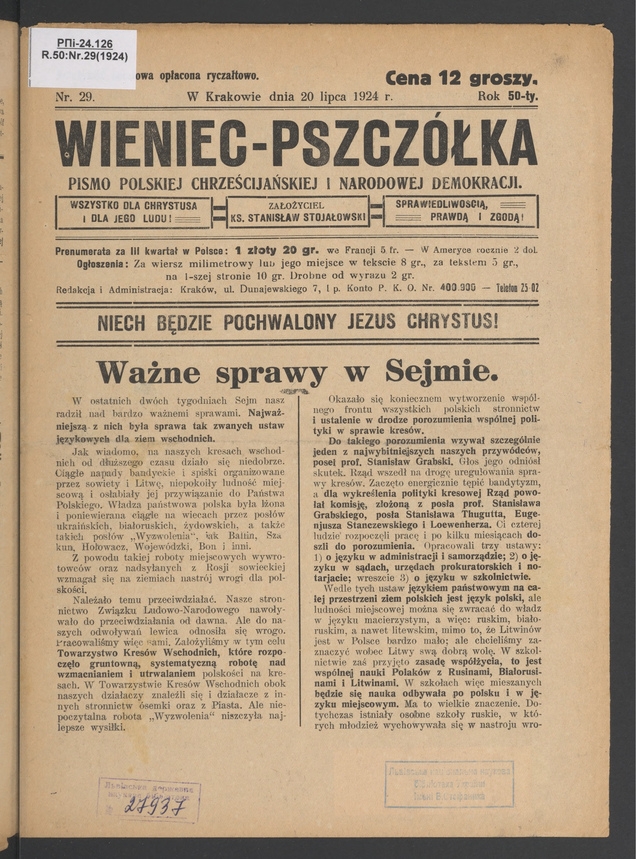 РПі-24.126
R.50:Nr.29(1924)
owa opłacona ryczałtowo.
Cena 12 groszy.
Nr. 29.
W Krakowie dnia 20 lipca 1924 r.
Rok 50-ty.
WIENIEC-PSZCZÓŁKA
PISMO POLSKIEJ CHRZEŚCIJAŃSKIEJ I NARODOWEJ DEMOKRACJI.
WSZYSTKO DLA CHRYSTUSA
I DLA JEGO LUDU!
ZAŁOŻYCIEL
KS. STANISŁAW STOJAŁOWSKI
SPRAWIEDLIWOŚCIĄ,
PRAWDĄ I ZGODĄ!
Prenumerata za III kwartał w Polsce: 1 złoty 20 gr. we Francji 5 fr. — W Ameryce rocznie 2 dol.
Ogłoszenia: Za wiersz milimetrowy lub jego miejsce w tekscie 8 gr., za tekstem 5 gr.,
na 1-szej stronie 10 gr. Drobne od wyrazu 2 gr.
Redakcja i Administracja: Kraków, ul. Dunajewskiego 7, I p. Konto P. K. O. Nr. 400.930 — Telefon 25 02
NIECH BĘDZIE POCHWALONY JEZUS CHRYSTUS!
Ważne sprawy w Sejmie.
W ostatnich dwóch tygodniach Sejm nasz
radził nad bardzo ważnemi sprawami. Najważ-
niejszą z nich była sprawa tak zwanych ustaw
językowych dla ziem wschodnich.
Jak wiadomo, na naszych kresach wschod-
nich od dłuższego czasu działo się niedobrze.
Ciągłe napady bandyckie i spiski organizowane
przez sowiety i Litwę, niepokoiły ludność miej-
scową i osłabiały jej przywiązanie do Państwa
Polskiego. Władza państwowa polska była lżona
i poniewierana ciągle na wiecach przez posłów
ukraińskich, białoruskich, żydowskich, a także
takich posłów „Wyzwolenia", jak Ballin, Sza
kun, Hołowacz, Wojewódzki, Bon i inni.
Z powodu takiej roboty miejscowych wywro-
towców oraz nadsyłanych z Rosji sowieckiej
wzmagał się na ziemiach nastrój wrogi dla pol-
skości.
Należało temu przeciwdziałać. Nasze stron-
nictwo Związku Ludowo-Narodowego nawoły-
wało do przeciwdziałania od dawna. Ale do na-
szych odwoływań lewica odnosiła się wrogo.
Pracowaliśmy więc sami. Założyliśmy w tym celu
Towarzystwo Kresów Wschodnich, które rozpo-
częło gruntowną, systematyczną robotę nad
wzmacnianiem i utrwalaniem polskości na kre-
sach. W Towarzystwie Kresów Wschodnich obok
naszych działaczy znaleźli się i działacze z in-
nych stronnictw ósemki oraz z Piasta. Ale nie-
poczytalna robota „Wyzwolenia" niszczyła naj-
lepsze wysiłki.
Okazało się koniecznem wytworzenie wspól-
nego frontu wszystkich polskich stronnictw
i ustalenie w drodze porozumienia wspólnej poli-
tyki w sprawie kresów.
Do takiego porozumienia wzywał szczególnie
jeden z najwybitniejszych naszych przywódców,
poseł prof. Stanisław Grabski. Głos jego odniósł
skutek. Rząd wszedł na drogę uregulowania spra-
wy kresów. Zaczęto energicznie tępić bandytyzm,
a dla wykreślenia polityki kresowej Rząd powo-
łał komisję, złożoną z posła prof. Stanisława
Grabskiego, posła Stanisława Thugutta, Euge-
njusza Stanczewskiego i Loewenherza. Ci czterej
ludzie rozpoczęli pracę i po kilku miesiącach do-
szli do porozumienia. Opracowali trzy ustawy:
1) o języku w administracji i samorządzie; 2) o ję-
zyku w sądach, urzędach prokuratorskich i no-
tarjacie; wreszcie 3) o języku w szkolnictwie.
Wedle tych ustaw językiem państwowym na ca-
łej przestrzeni ziem polskich jest język polski, ale
ludności miejscowej można się zwracać do władz
w języku macierzystym, a więc: ruskim, biało-
ruskim, a nawet litewskim, mimo to, że Litwinów
jest w Polsce bardzo mało; ale chcieliśmy za-
znaczyć wobec Litwy swą dobrą wolę. W szkol-
nictwie zaś przyjęto zasadę współżycia, to jest
wspólnej nauki Polaków z Rusinami, Białorusi-
nami i Litwinami. W szkołach więc mieszanych
będzie się nauka odbywała po polsku i w ję-
zyku miejscowym. Ma to wielkie znaczenie. Do-
tychczas istniały osobne szkoły ruskie, w któ-
rych młodzież wychowywała się w nastroju wro-
27937